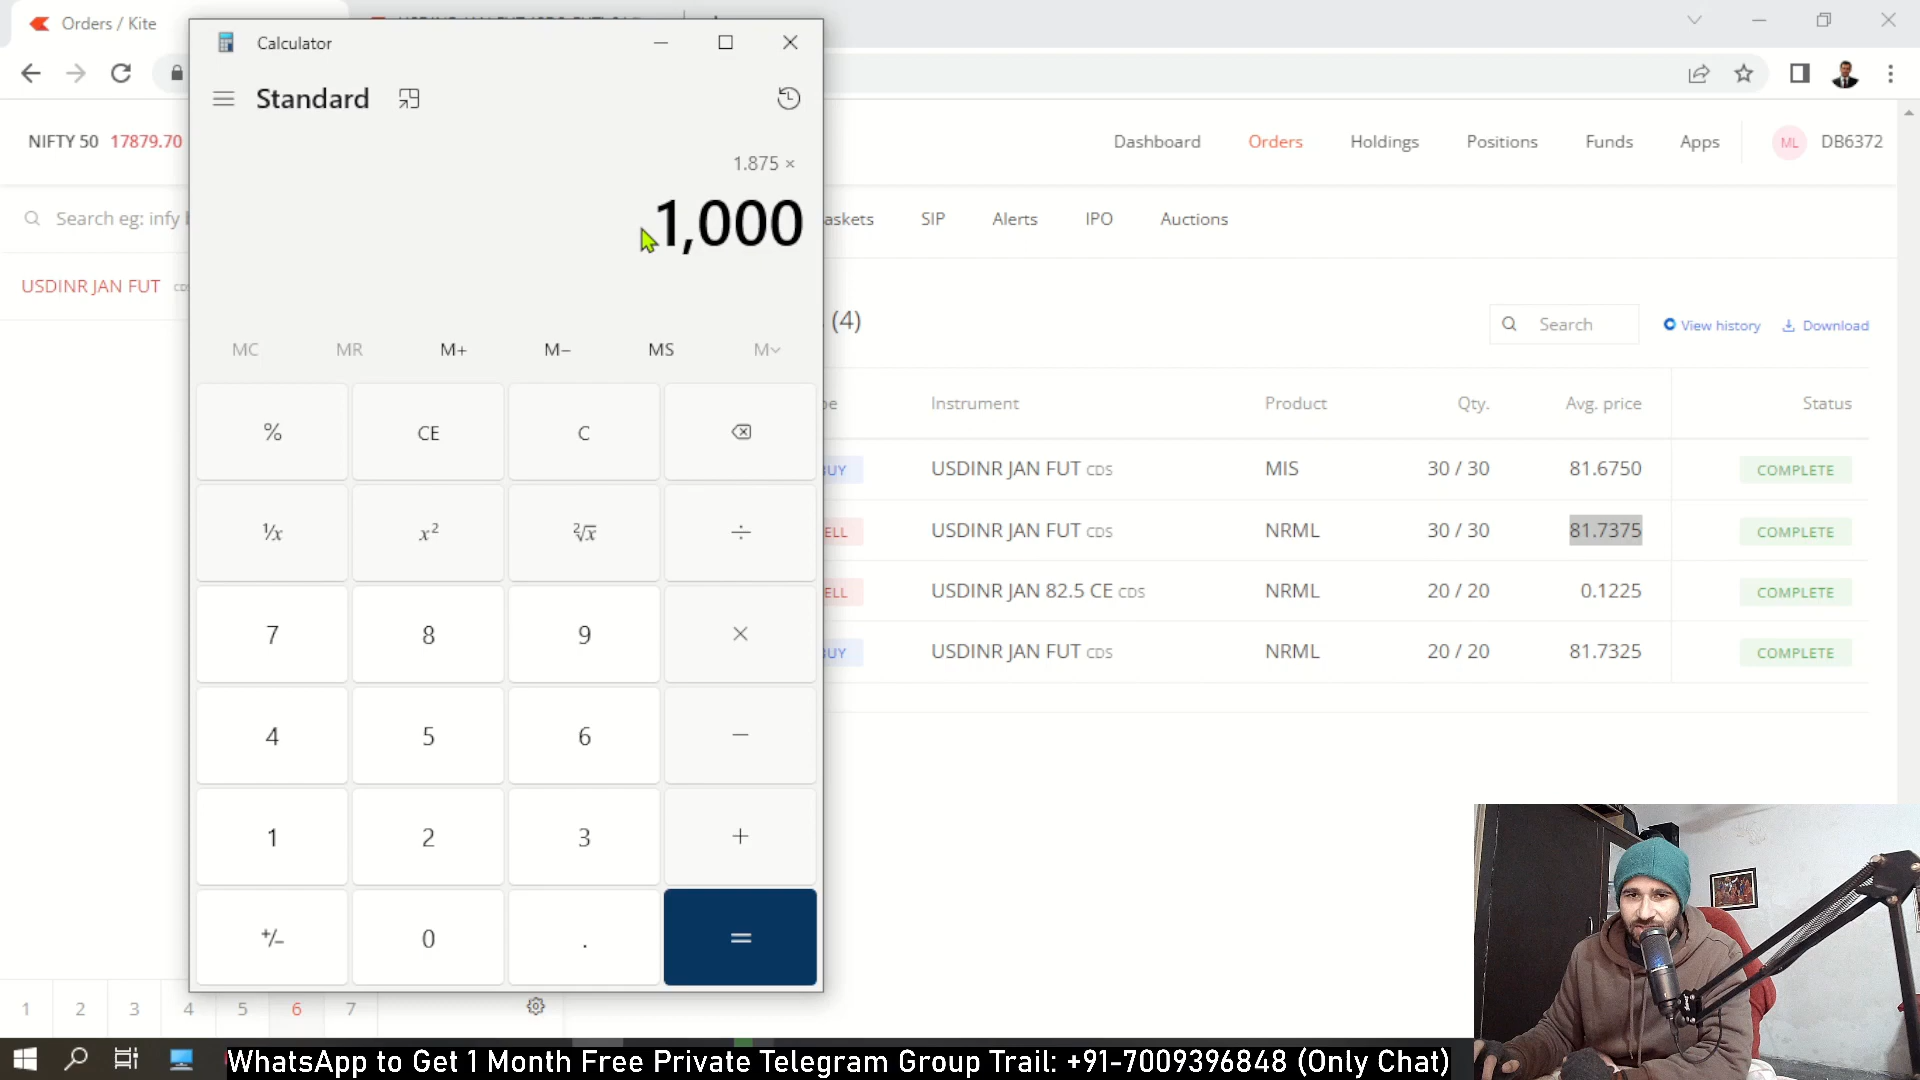 Orders / Kite
Calculator
Standard
1.875 ×
1,000
MC MR M+ M− MS M
% CE C
1/x x² ²√x ÷
7 8 9 ×
4 5 6 −
1 2 3 +
+/− 0 . =
NIFTY 50 17879.70
Dashboard Orders Holdings Positions Funds Apps ML DB6372
Search eg: infy
SIP Alerts IPO Auctions
USDINR JAN FUT
(4)
Search View history Download
Instrument Product Qty. Avg. price Status
USDINR JAN FUT CDS MIS 30 / 30 81.6750 COMPLETE
USDINR JAN FUT CDS NRML 30 / 30 81.7375 COMPLETE
USDINR JAN 82.5 CE CDS NRML 20 / 20 0.1225 COMPLETE
USDINR JAN FUT CDS NRML 20 / 20 81.7325 COMPLETE
1 2 3 4 5 6 7
WhatsApp to Get 1 Month Free Private Telegram Group Trail: +91-7009396848 (Only Chat)